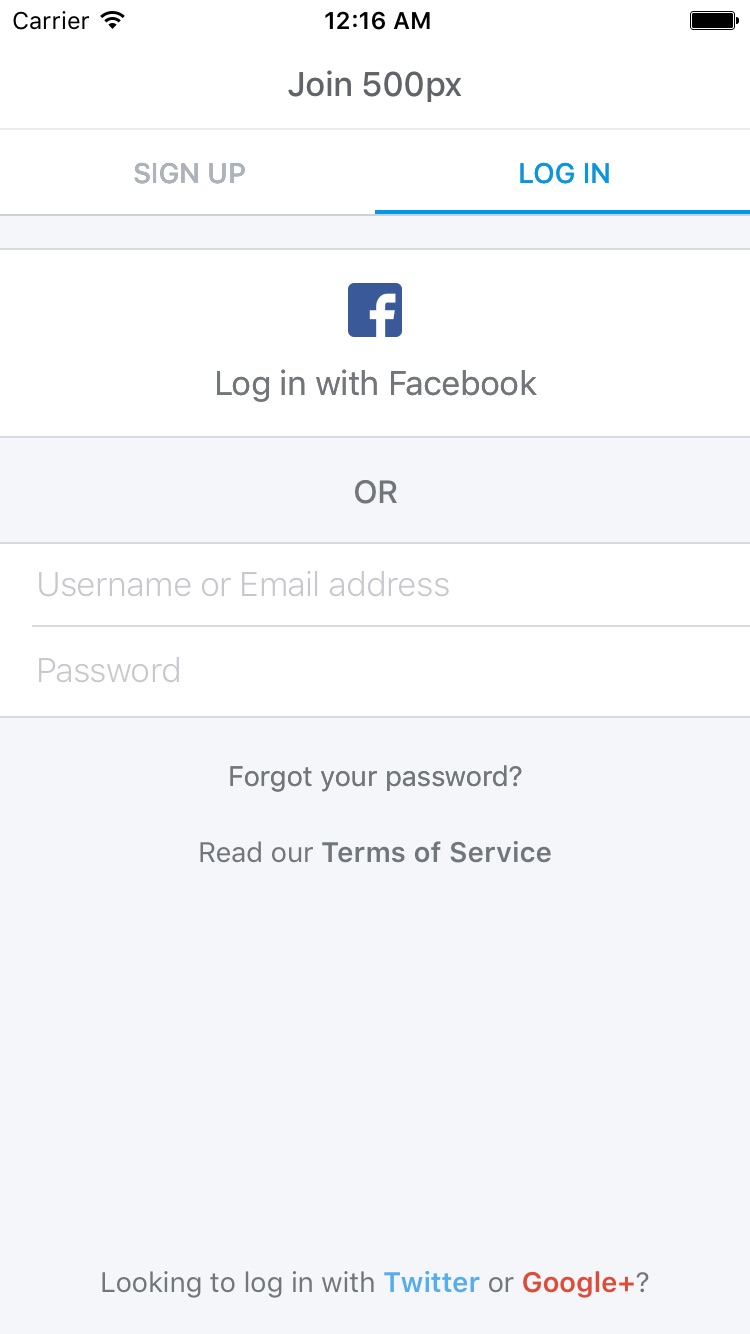 Carrier 12:16 AM
Join 500px
SIGN UP LOG IN
Log in with Facebook
OR
Username or Email address
Password
Forgot your password?
Read our Terms of Service
Looking to log in with Twitter or Google+?